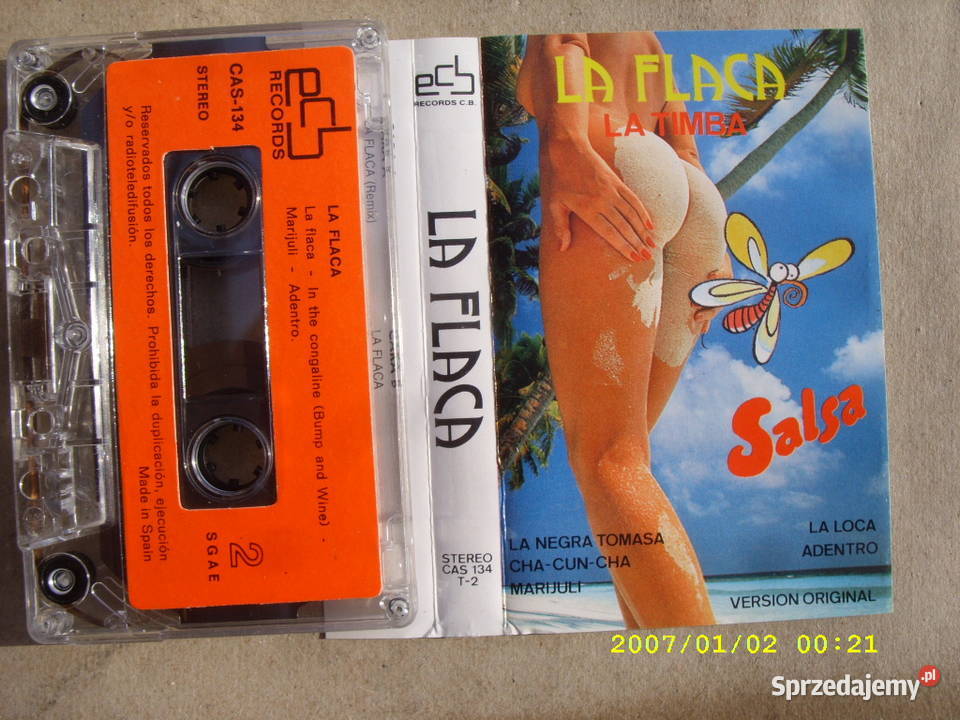 ecb
RECORDS
CAS-134
STEREO
LA FLACA
La flaca - In the congaline (Bump and Wine) -
Marijuli - Adentro.
Reservados todos los derechos. Prohibida la duplicación, ejecución
y/o radioteledifusión.
Made in Spain
2
SGAE
FLACA (Remix)
LA FLACA
ecb
RECORDS C.B.
LA FLACA
STEREO
CAS 134
T-2
LA FLACA
LA TIMBA
Salsa
LA NEGRA TOMASA
CHA-CUN-CHA
MARIJULI
LA LOCA
ADENTRO
VERSION ORIGINAL
2007/01/02 00:21
Sprzedajemy.pl